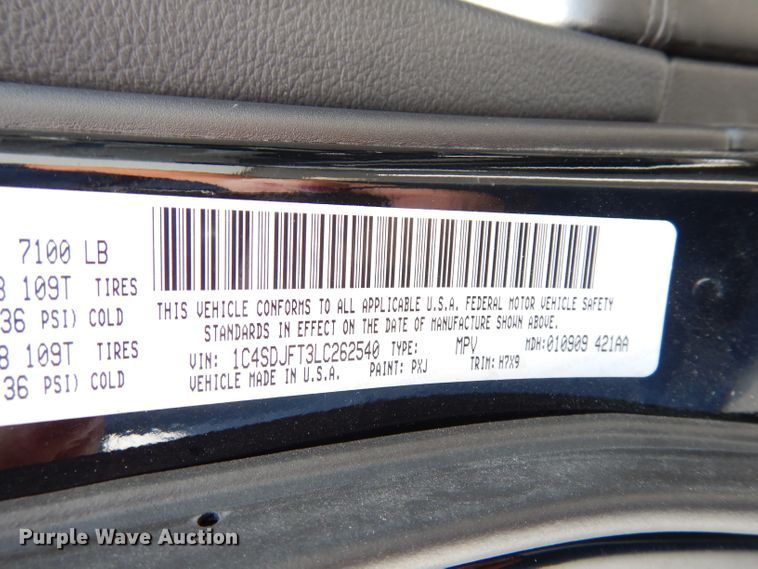 7100 LB
109T TIRES
36 PSI) COLD
109T TIRES
36 PSI) COLD
THIS VEHICLE CONFORMS TO ALL APPLICABLE U.S.A. FEDERAL MOTOR VEHICLE SAFETY
STANDARDS IN EFFECT ON THE DATE OF MANUFACTURE SHOWN ABOVE.
VIN: 1C4SDJFT3LC262540 TYPE: MPV MDH:010909 421AA
VEHICLE MADE IN U.S.A. PAINT: PXJ TRIM: H7X9
Purple Wave Auction